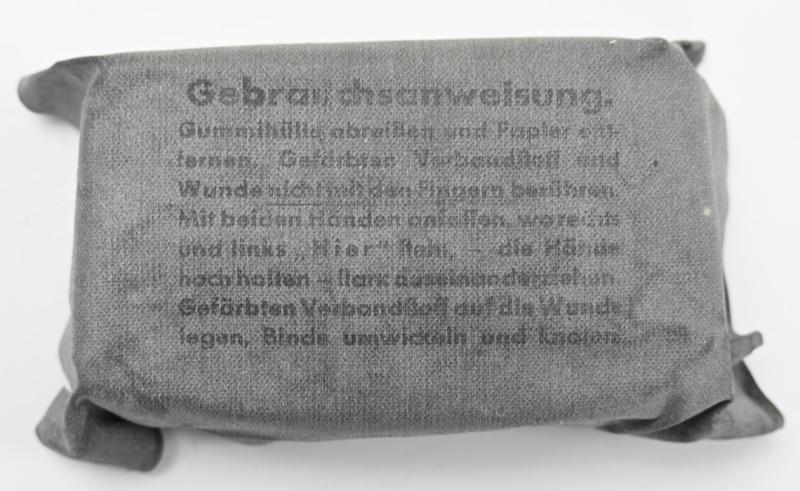 Gebrauchsanweisung.
Gummihülle abreißen und Papier ent-
fernen. Gefärbten Verbandstoff und
Wunde nicht mit den Fingern berühren.
Mit beiden Händen anfassen, wo rechts
und links „Hier" steht, – die Hände
hoch halten – stark auseinanderziehen.
Gefärbten Verbandstoff auf die Wunde
legen, Binde umwickeln und knoten.